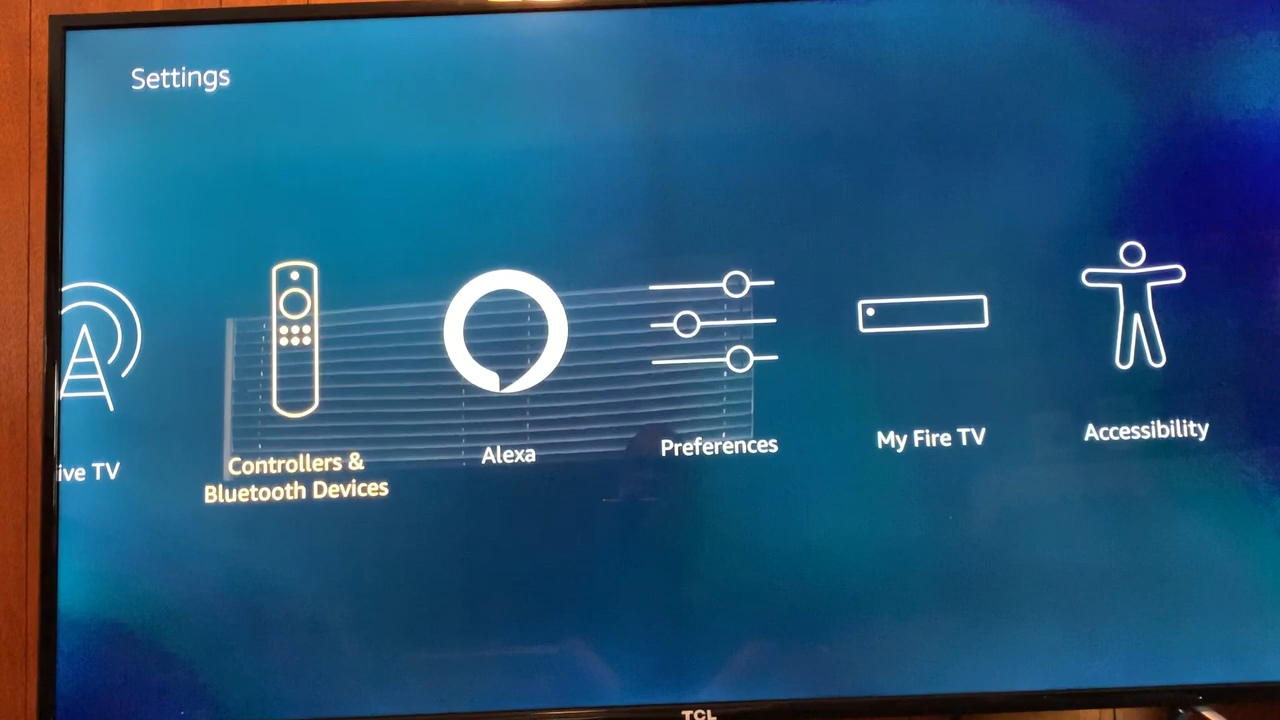 Settings
ive TV
Controllers &
Bluetooth Devices
Alexa
Preferences
My Fire TV
Accessibility
TCL